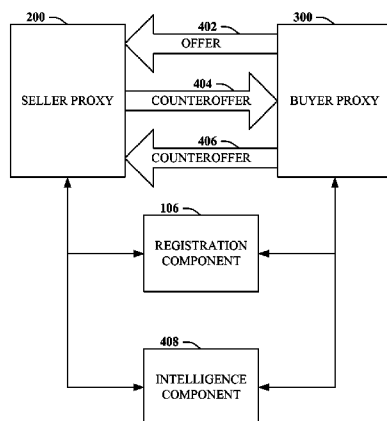 200
402
300
OFFER
404
SELLER PROXY
COUNTEROFFER
BUYER PROXY
406
COUNTEROFFER
106
REGISTRATION
COMPONENT
408
INTELLIGENCE
COMPONENT